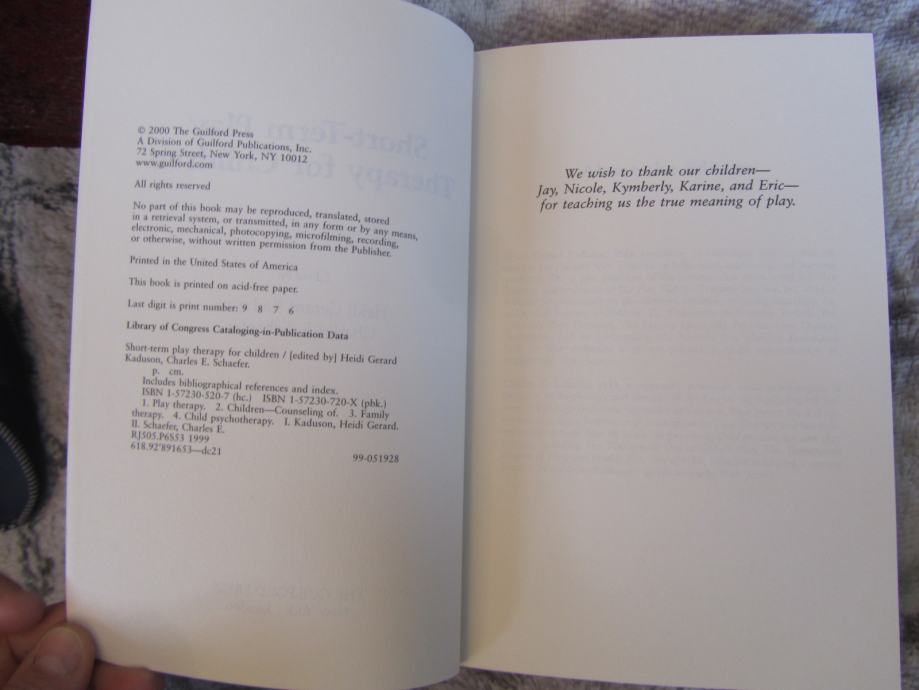 © 2000 The Guilford Press
A Division of Guilford Publications, Inc.
72 Spring Street, New York, NY 10012
www.guilford.com
All rights reserved
No part of this book may be reproduced, translated, stored
in a retrieval system, or transmitted, in any form or by any means,
electronic, mechanical, photocopying, microfilming, recording,
or otherwise, without written permission from the Publisher.
Printed in the United States of America
This book is printed on acid-free paper.
Last digit is print number: 9 8 7 6
Library of Congress Cataloging-in-Publication Data
Short-term play therapy for children / [edited by] Heidi Gerard
Kaduson, Charles E. Schaefer.
p. cm.
Includes bibliographical references and index.
ISBN 1-57230-520-7 (hc.) ISBN 1-57230-720-X (pbk.)
1. Play therapy. 2. Children—Counseling of. 3. Family
therapy. 4. Child psychotherapy. I. Kaduson, Heidi Gerard.
II. Schaefer, Charles E.
RJ505.P6S53 1999
618.92'891653—dc21
99-051928
We wish to thank our children—
Jay, Nicole, Kymberly, Karine, and Eric—
for teaching us the true meaning of play.